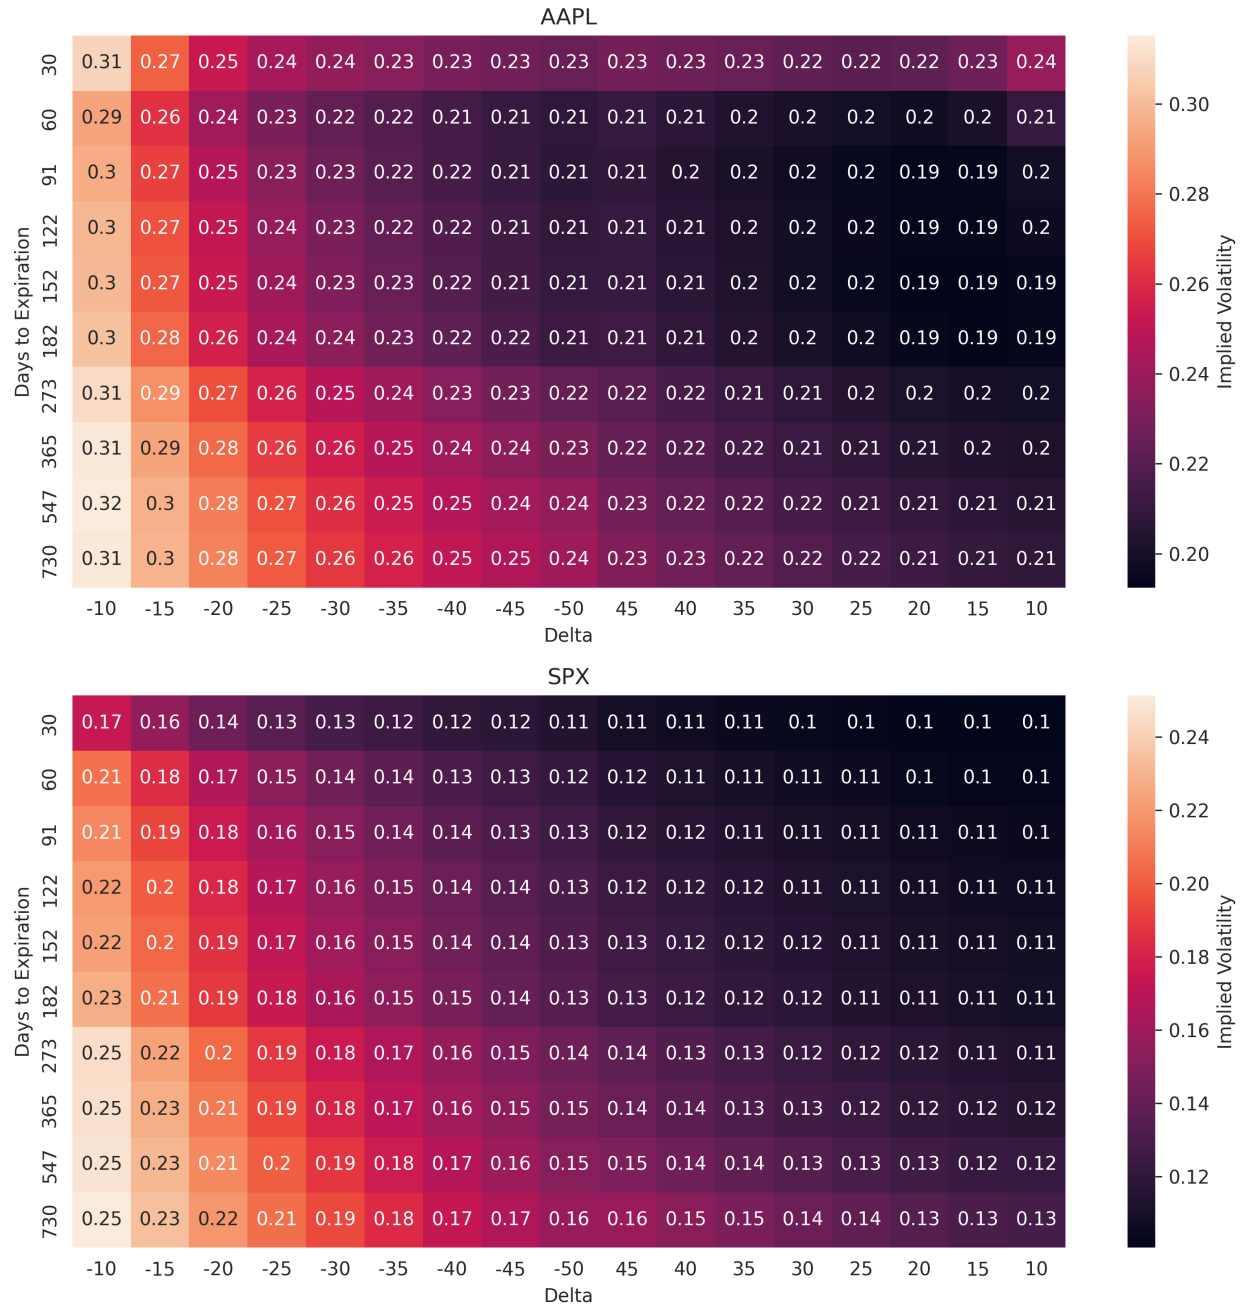 AAPL
30 0.31 0.27 0.25 0.24 0.24 0.23 0.23 0.23 0.23 0.23 0.23 0.23 0.22 0.22 0.22 0.23 0.24
60 0.29 0.26 0.24 0.23 0.22 0.22 0.21 0.21 0.21 0.21 0.21 0.2 0.2 0.2 0.2 0.2 0.21
91 0.3 0.27 0.25 0.23 0.23 0.22 0.22 0.21 0.21 0.21 0.2 0.2 0.2 0.2 0.19 0.19 0.2
122 0.3 0.27 0.25 0.24 0.23 0.22 0.22 0.21 0.21 0.21 0.21 0.2 0.2 0.2 0.19 0.19 0.2
152 0.3 0.27 0.25 0.24 0.23 0.23 0.22 0.21 0.21 0.21 0.21 0.2 0.2 0.2 0.19 0.19 0.19
182 0.3 0.28 0.26 0.24 0.24 0.23 0.22 0.22 0.21 0.21 0.21 0.2 0.2 0.2 0.19 0.19 0.19
273 0.31 0.29 0.27 0.26 0.25 0.24 0.23 0.23 0.22 0.22 0.22 0.21 0.21 0.2 0.2 0.2 0.2
365 0.31 0.29 0.28 0.26 0.26 0.25 0.24 0.24 0.23 0.22 0.22 0.22 0.21 0.21 0.21 0.2 0.2
547 0.32 0.3 0.28 0.27 0.26 0.25 0.25 0.24 0.24 0.23 0.22 0.22 0.22 0.21 0.21 0.21 0.21
730 0.31 0.3 0.28 0.27 0.26 0.26 0.25 0.25 0.24 0.23 0.23 0.22 0.22 0.22 0.21 0.21 0.21
-10 -15 -20 -25 -30 -35 -40 -45 -50 45 40 35 30 25 20 15 10
Delta
Days to Expiration
0.30
0.28
0.26
0.24
0.22
0.20
Implied Volatility
SPX
30 0.17 0.16 0.14 0.13 0.13 0.12 0.12 0.12 0.11 0.11 0.11 0.11 0.1 0.1 0.1 0.1 0.1
60 0.21 0.18 0.17 0.15 0.14 0.14 0.13 0.13 0.12 0.12 0.11 0.11 0.11 0.11 0.1 0.1 0.1
91 0.21 0.19 0.18 0.16 0.15 0.14 0.14 0.13 0.13 0.12 0.12 0.11 0.11 0.11 0.11 0.11 0.1
122 0.22 0.2 0.18 0.17 0.16 0.15 0.14 0.14 0.13 0.12 0.12 0.12 0.11 0.11 0.11 0.11 0.11
152 0.22 0.2 0.19 0.17 0.16 0.15 0.14 0.14 0.13 0.13 0.12 0.12 0.12 0.11 0.11 0.11 0.11
182 0.23 0.21 0.19 0.18 0.16 0.15 0.15 0.14 0.13 0.13 0.12 0.12 0.12 0.11 0.11 0.11 0.11
273 0.25 0.22 0.2 0.19 0.18 0.17 0.16 0.15 0.14 0.14 0.13 0.13 0.12 0.12 0.12 0.11 0.11
365 0.25 0.23 0.21 0.19 0.18 0.17 0.16 0.15 0.15 0.14 0.14 0.13 0.13 0.12 0.12 0.12 0.12
547 0.25 0.23 0.21 0.2 0.19 0.18 0.17 0.16 0.15 0.15 0.14 0.14 0.13 0.13 0.13 0.12 0.12
730 0.25 0.23 0.22 0.21 0.19 0.18 0.17 0.17 0.16 0.16 0.15 0.15 0.14 0.14 0.13 0.13 0.13
-10 -15 -20 -25 -30 -35 -40 -45 -50 45 40 35 30 25 20 15 10
Delta
Days to Expiration
0.24
0.22
0.20
0.18
0.16
0.14
0.12
Implied Volatility